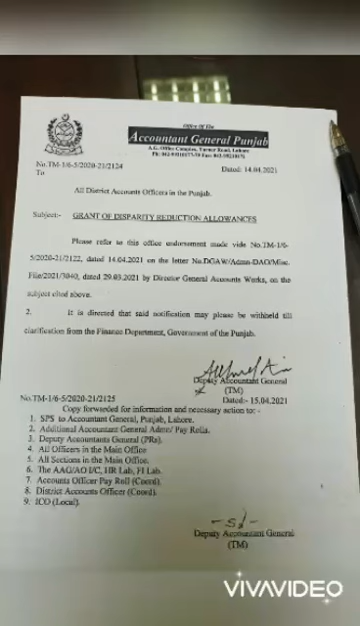 Office Of The
Accountant General Punjab
A.G. Office Complex, Turner Road, Lahore
No.TM-1/6-5/2020-21/2124
Dated: 14.04.2021
To
All District Accounts Officers in the Punjab.
Subject:- GRANT OF DISPARITY REDUCTION ALLOWANCES
Please refer to this office endorsement made vide No.TM-1/6-
5/2020-21/2122, dated 14.04.2021 on the letter No.DGAW/Admn-DAO/Misc.
File/2021/3040, dated 29.03.2021 by Director General Accounts Works, on the
subject cited above.
2. It is directed that said notification may please be withheld till
clarification from the Finance Department, Government of the Punjab.
Deputy Accountant General
(TM)
No.TM-1/6-5/2020-21/2125
Dated:- 15.04.2021
Copy forwarded for information and necessary action to: -
1. SPS to Accountant General, Punjab, Lahore.
2. Additional Accountant General Admn/ Pay Rolls.
3. Deputy Accountants General (PRs).
4. All Officers in the Main Office
5. All Sections in the Main Office.
6. The AAG/AO I/C, HR Lab, FI Lab.
7. Accounts Officer Pay Roll (Coord).
8. District Accounts Officer (Coord).
9. ICO (Local).
-Sd-
Deputy Accountant General
(TM)
VIVAVIDEO